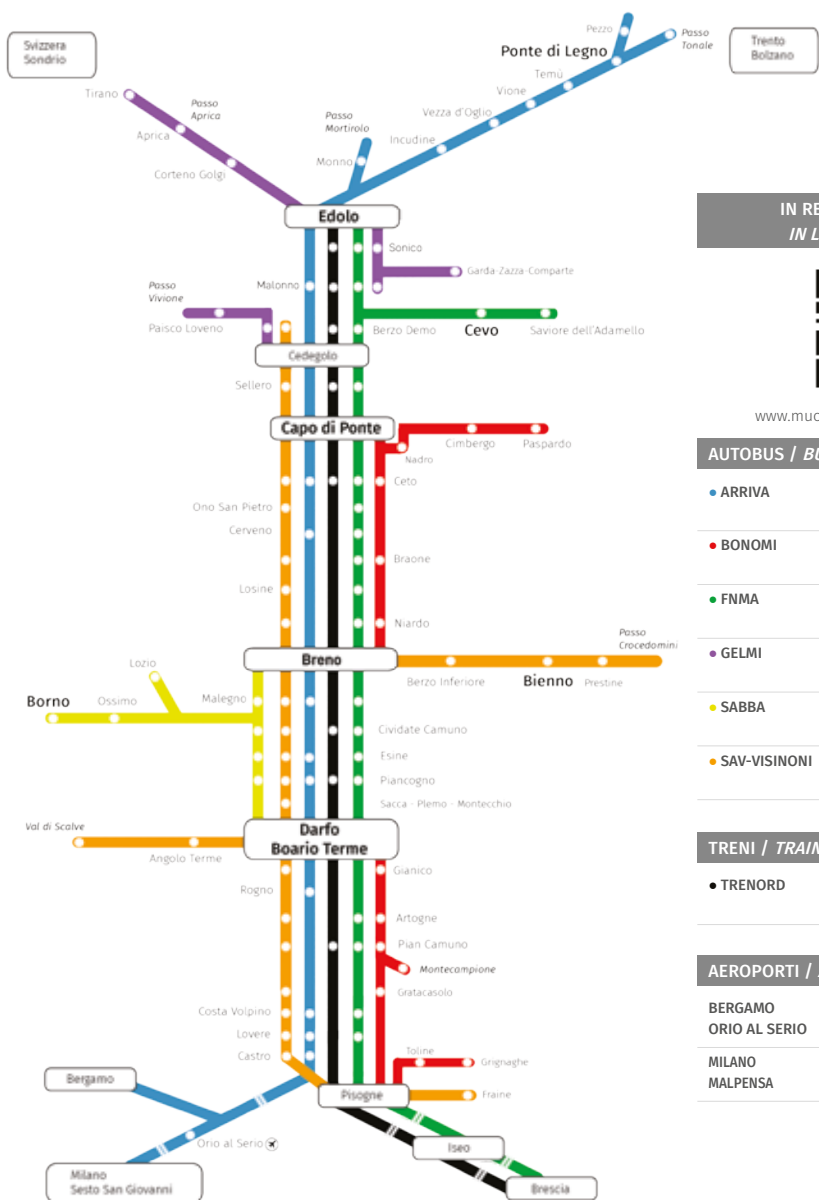 Svizzera
Sondrio
Pezzo
Ponte di Legno
Passo
Tonale
Trento
Bolzano
Temù
Vione
Vezza d'Oglio
Incudine
Tirano
Passo
Aprica
Aprica
Corteno Golgi
Passo
Mortirolo
Monno
Edolo
Sonico
Garda-Zazza-Comparte
Malonno
Passo
Vivione
Paisco Loveno
Berzo Demo
Cevo
Saviore dell'Adamello
Cedegolo
Sellero
Capo di Ponte
Nadro
Cimbergo
Paspardo
Ceto
Ono San Pietro
Cerveno
Braone
Losine
Niardo
Passo
Crocedomini
Breno
Berzo Inferiore
Bienno
Prestine
Lozio
Borno
Ossimo
Malegno
Cividate Camuno
Esine
Piancogno
Sacca - Plemo - Montecchio
Val di Scalve
Angolo Terme
Darfo
Boario Terme
Gianico
Rogno
Artogne
Pian Camuno
Montecampione
Gratacasolo
Costa Volpino
Lovere
Castro
Toline
Grignaghe
Pisogne
Fraine
Bergamo
Orio al Serio
Milano
Sesto San Giovanni
Iseo
Brescia
IN RE
IN L
www.muc
AUTOBUS / BU
ARRIVA
BONOMI
FNMA
GELMI
SABBA
SAV-VISINONI
TRENI / TRAIN
TRENORD
AEROPORTI /
BERGAMO
ORIO AL SERIO
MILANO
MALPENSA